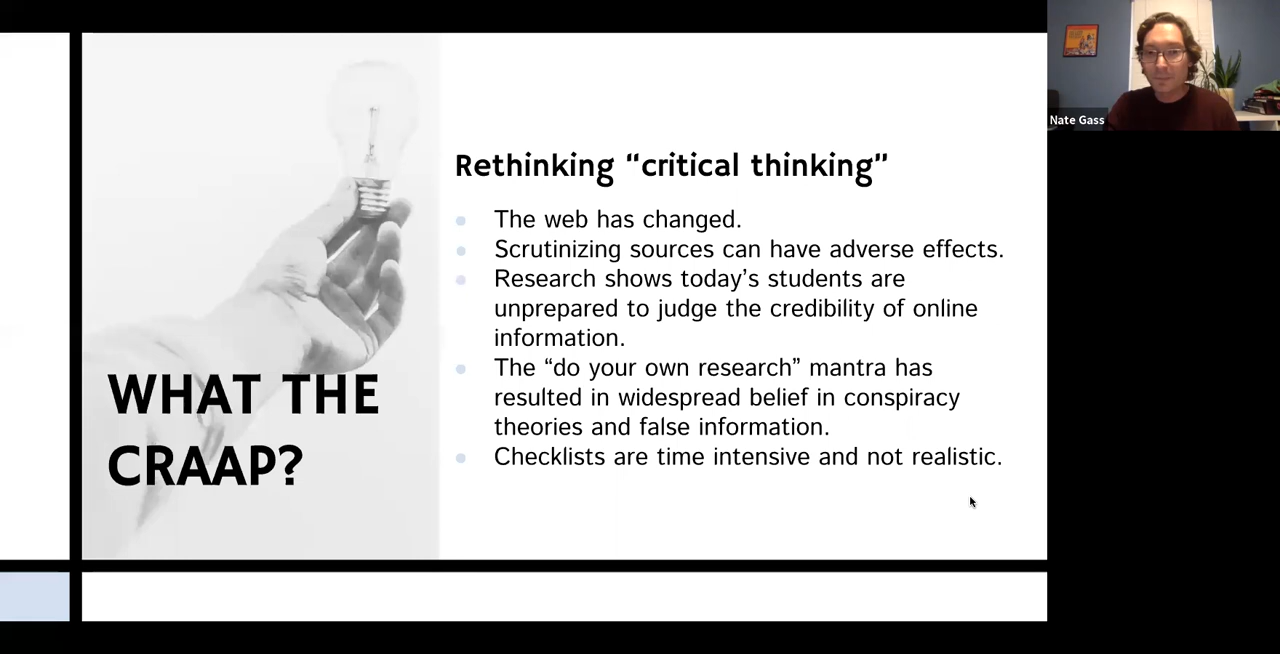 Rethinking “critical thinking”
The web has changed.
Scrutinizing sources can have adverse effects.
Research shows today’s students are
unprepared to judge the credibility of online
information.
The “do your own research” mantra has
resulted in widespread belief in conspiracy
theories and false information.
Checklists are time intensive and not realistic.
WHAT THE
CRAAP?
Nate Gass